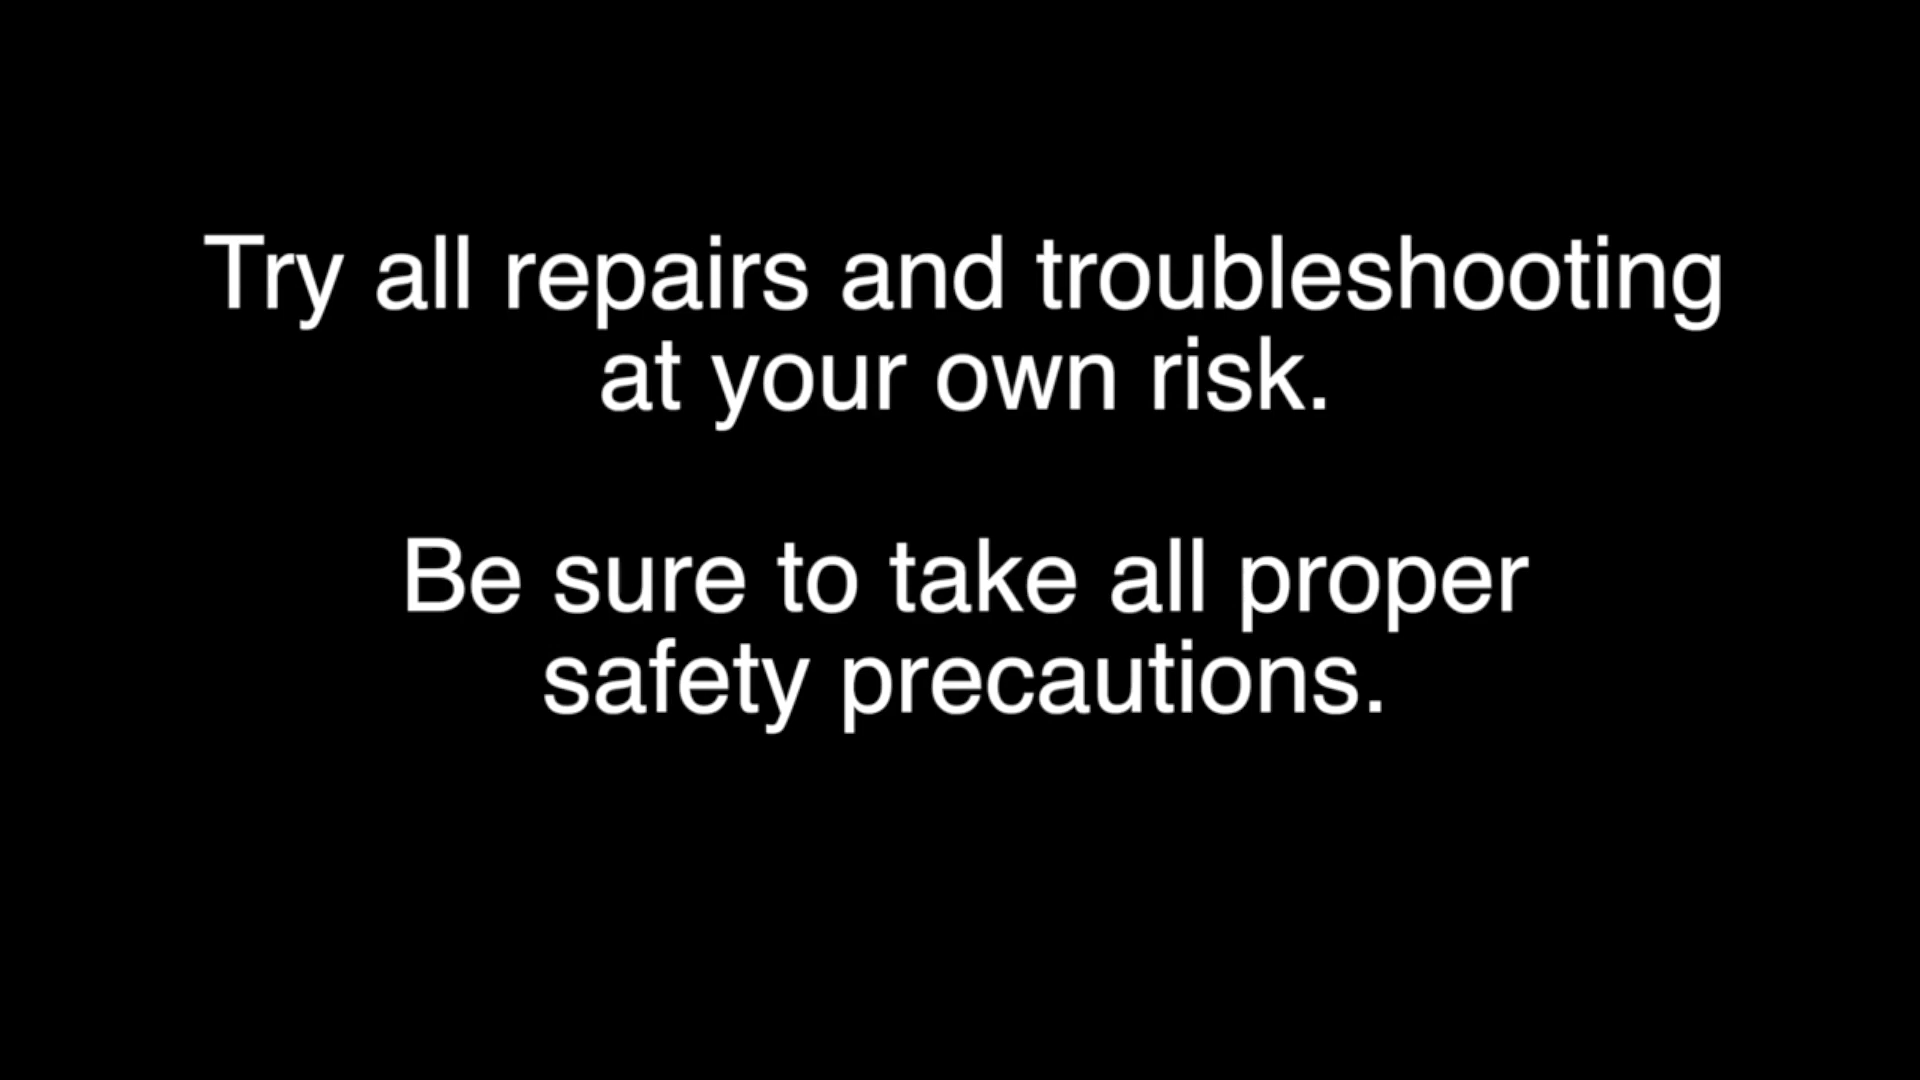 Try all repairs and troubleshooting
at your own risk.
Be sure to take all proper
safety precautions.